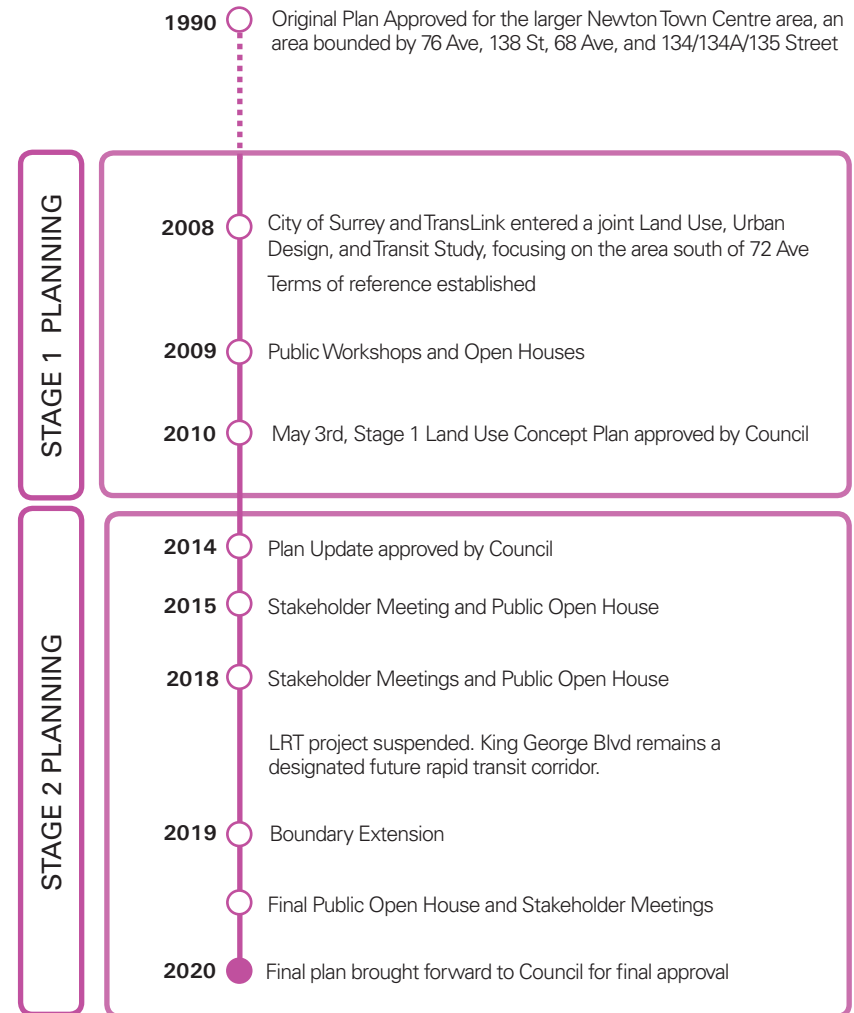 1990 Original Plan Approved for the larger Newton Town Centre area, an
area bounded by 76 Ave, 138 St, 68 Ave, and 134/134A/135 Street
STAGE 1 PLANNING
2008 City of Surrey and TransLink entered a joint Land Use, Urban
Design, and Transit Study, focusing on the area south of 72 Ave
Terms of reference established
2009 Public Workshops and Open Houses
2010 May 3rd, Stage 1 Land Use Concept Plan approved by Council
STAGE 2 PLANNING
2014 Plan Update approved by Council
2015 Stakeholder Meeting and Public Open House
2018 Stakeholder Meetings and Public Open House
LRT project suspended. King George Blvd remains a
designated future rapid transit corridor.
2019 Boundary Extension
Final Public Open House and Stakeholder Meetings
2020 Final plan brought forward to Council for final approval